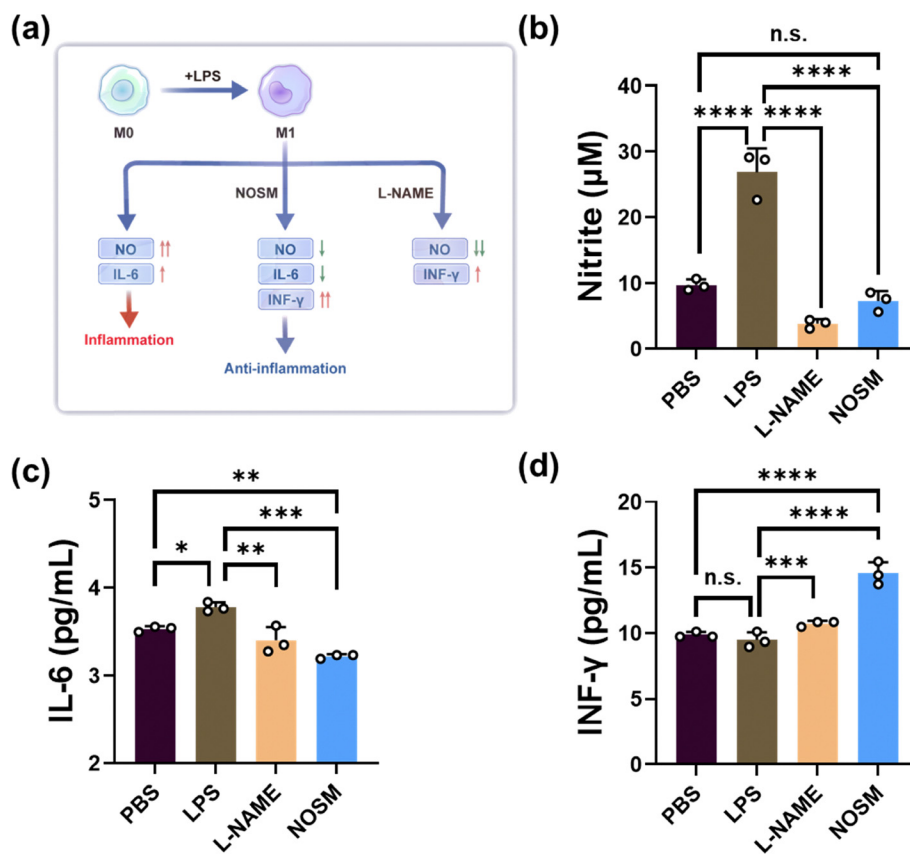 (a)
+LPS
M0
M1
NOSM
L-NAME
NO ↑↑
IL-6 ↑
Inflammation
NO ↓
IL-6 ↓
INF-γ ↑↑
Anti-inflammation
NO ↓↓
INF-γ ↑
(b)
n.s.
****
**** ****
Nitrite (μM)
40
30
20
10
0
PBS
LPS
L-NAME
NOSM
(c)
**
***
* **
IL-6 (pg/mL)
5
4
3
2
PBS
LPS
L-NAME
NOSM
(d)
****
****
n.s. ***
INF-γ (pg/mL)
20
15
10
5
0
PBS
LPS
L-NAME
NOSM